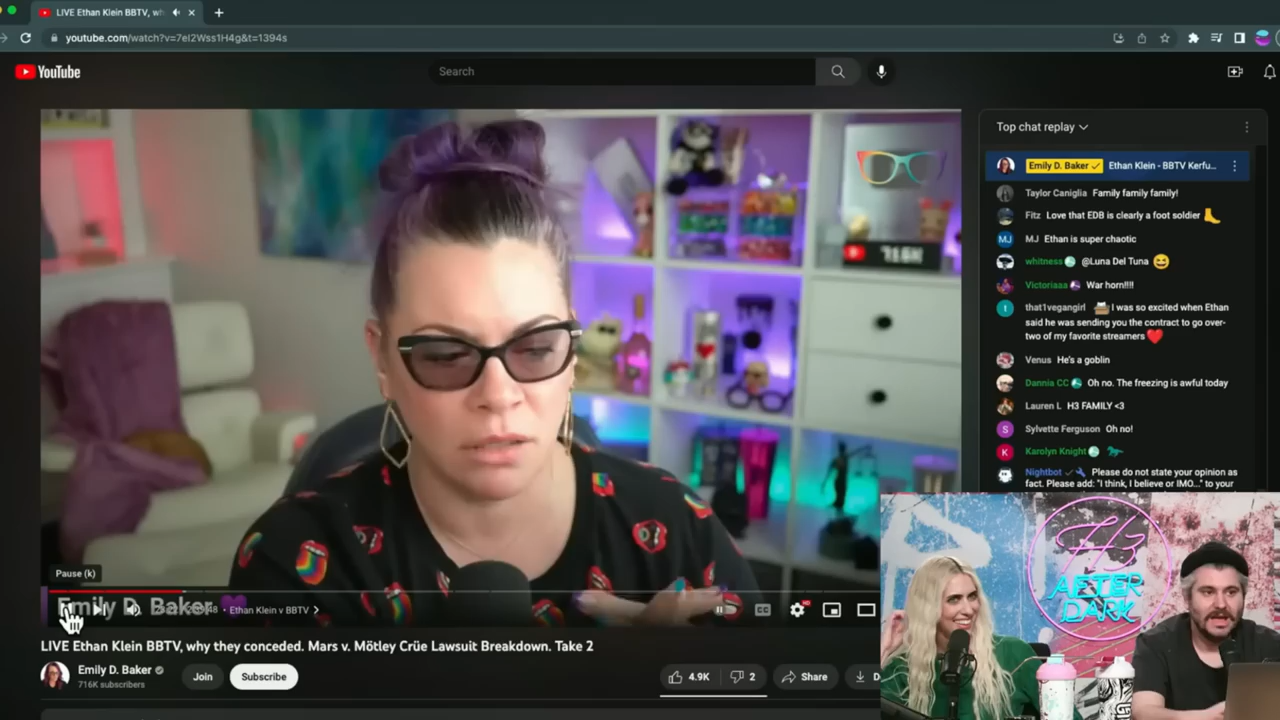 LIVE Ethan Klein BBTV, wh
youtube.com/watch?v=7eI2Wss1H4g&t=1394s
YouTube
Search
Top chat replay
Emily D. Baker Ethan Klein - BBTV Kerfu...
Taylor Caniglia Family family family!
Fitz Love that EDB is clearly a foot soldier
MJ MJ Ethan is super chaotic
whitness @Luna Del Tuna
Victoriaaa War horn!!!!
t that1vegangirl I was so excited when Ethan
said he was sending you the contract to go over-
two of my favorite streamers
Venus He's a goblin
Dannia CC Oh no. The freezing is awful today
Lauren L H3 FAMILY <3
S Sylvette Ferguson Oh no!
K Karolyn Knight
Nightbot Please do not state your opinion as
fact. Please add: "I think, I believe or IMO..." to your
716K
Pause (k)
Emily D. Baker
Ethan Klein v BBTV
LIVE Ethan Klein BBTV, why they conceded. Mars v. Mötley Crüe Lawsuit Breakdown. Take 2
Emily D. Baker
716K subscribers
Join
Subscribe
4.9K
2
Share
D
H3
AFTER
DARK